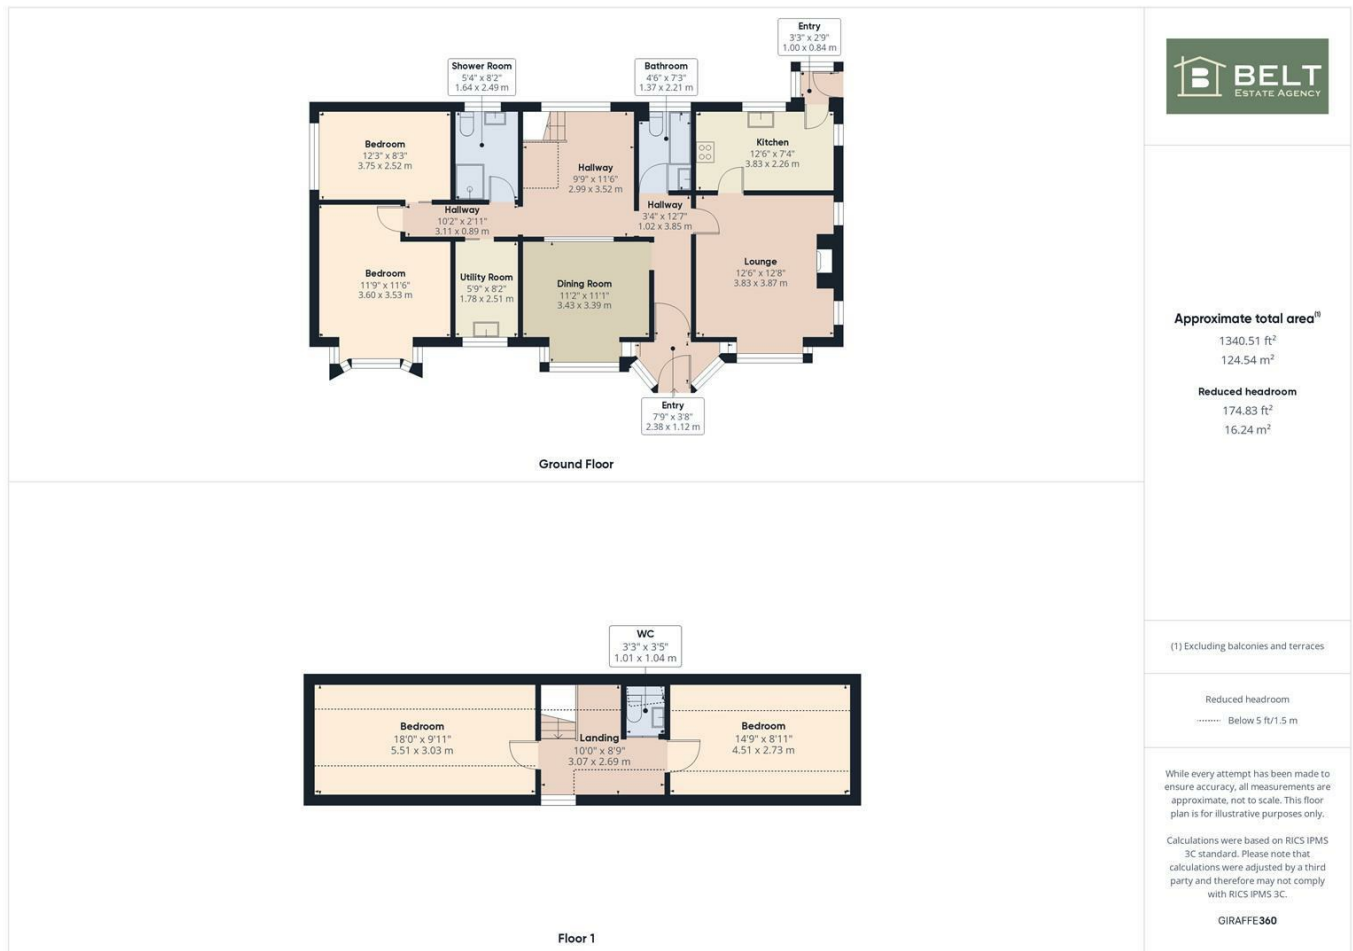 Entry
3'3" x 2'9"
1.00 x 0.84 m
Shower Room
5'4" x 8'2"
1.64 x 2.49 m
Bathroom
4'6" x 7'3"
1.37 x 2.21 m
Bedroom
12'3" x 8'3"
3.75 x 2.52 m
Hallway
9'9" x 11'6"
2.99 x 3.52 m
Kitchen
12'6" x 7'4"
3.83 x 2.26 m
Hallway
10'2" x 2'11"
3.11 x 0.89 m
Hallway
3'4" x 12'7"
1.02 x 3.85 m
Bedroom
11'9" x 11'6"
3.60 x 3.53 m
Utility Room
5'9" x 8'2"
1.78 x 2.51 m
Dining Room
11'2" x 11'1"
3.43 x 3.39 m
Lounge
12'6" x 12'8"
3.83 x 3.87 m
Entry
7'9" x 3'8"
2.38 x 1.12 m
Ground Floor
WC
3'3" x 3'5"
1.01 x 1.04 m
Bedroom
18'0" x 9'11"
5.51 x 3.03 m
Landing
10'0" x 8'9"
3.07 x 2.69 m
Bedroom
14'9" x 8'11"
4.51 x 2.73 m
Floor 1
B BELT
ESTATE AGENCY
Approximate total area(1)
1340.51 ft²
124.54 m²
Reduced headroom
174.83 ft²
16.24 m²
(1) Excluding balconies and terraces
Reduced headroom
Below 5 ft/1.5 m
While every attempt has been made to
ensure accuracy, all measurements are
approximate, not to scale. This floor
plan is for illustrative purposes only.
Calculations were based on RICS IPMS
3C standard. Please note that
calculations were adjusted by a third
party and therefore may not comply
with RICS IPMS 3C.
GIRAFFE360